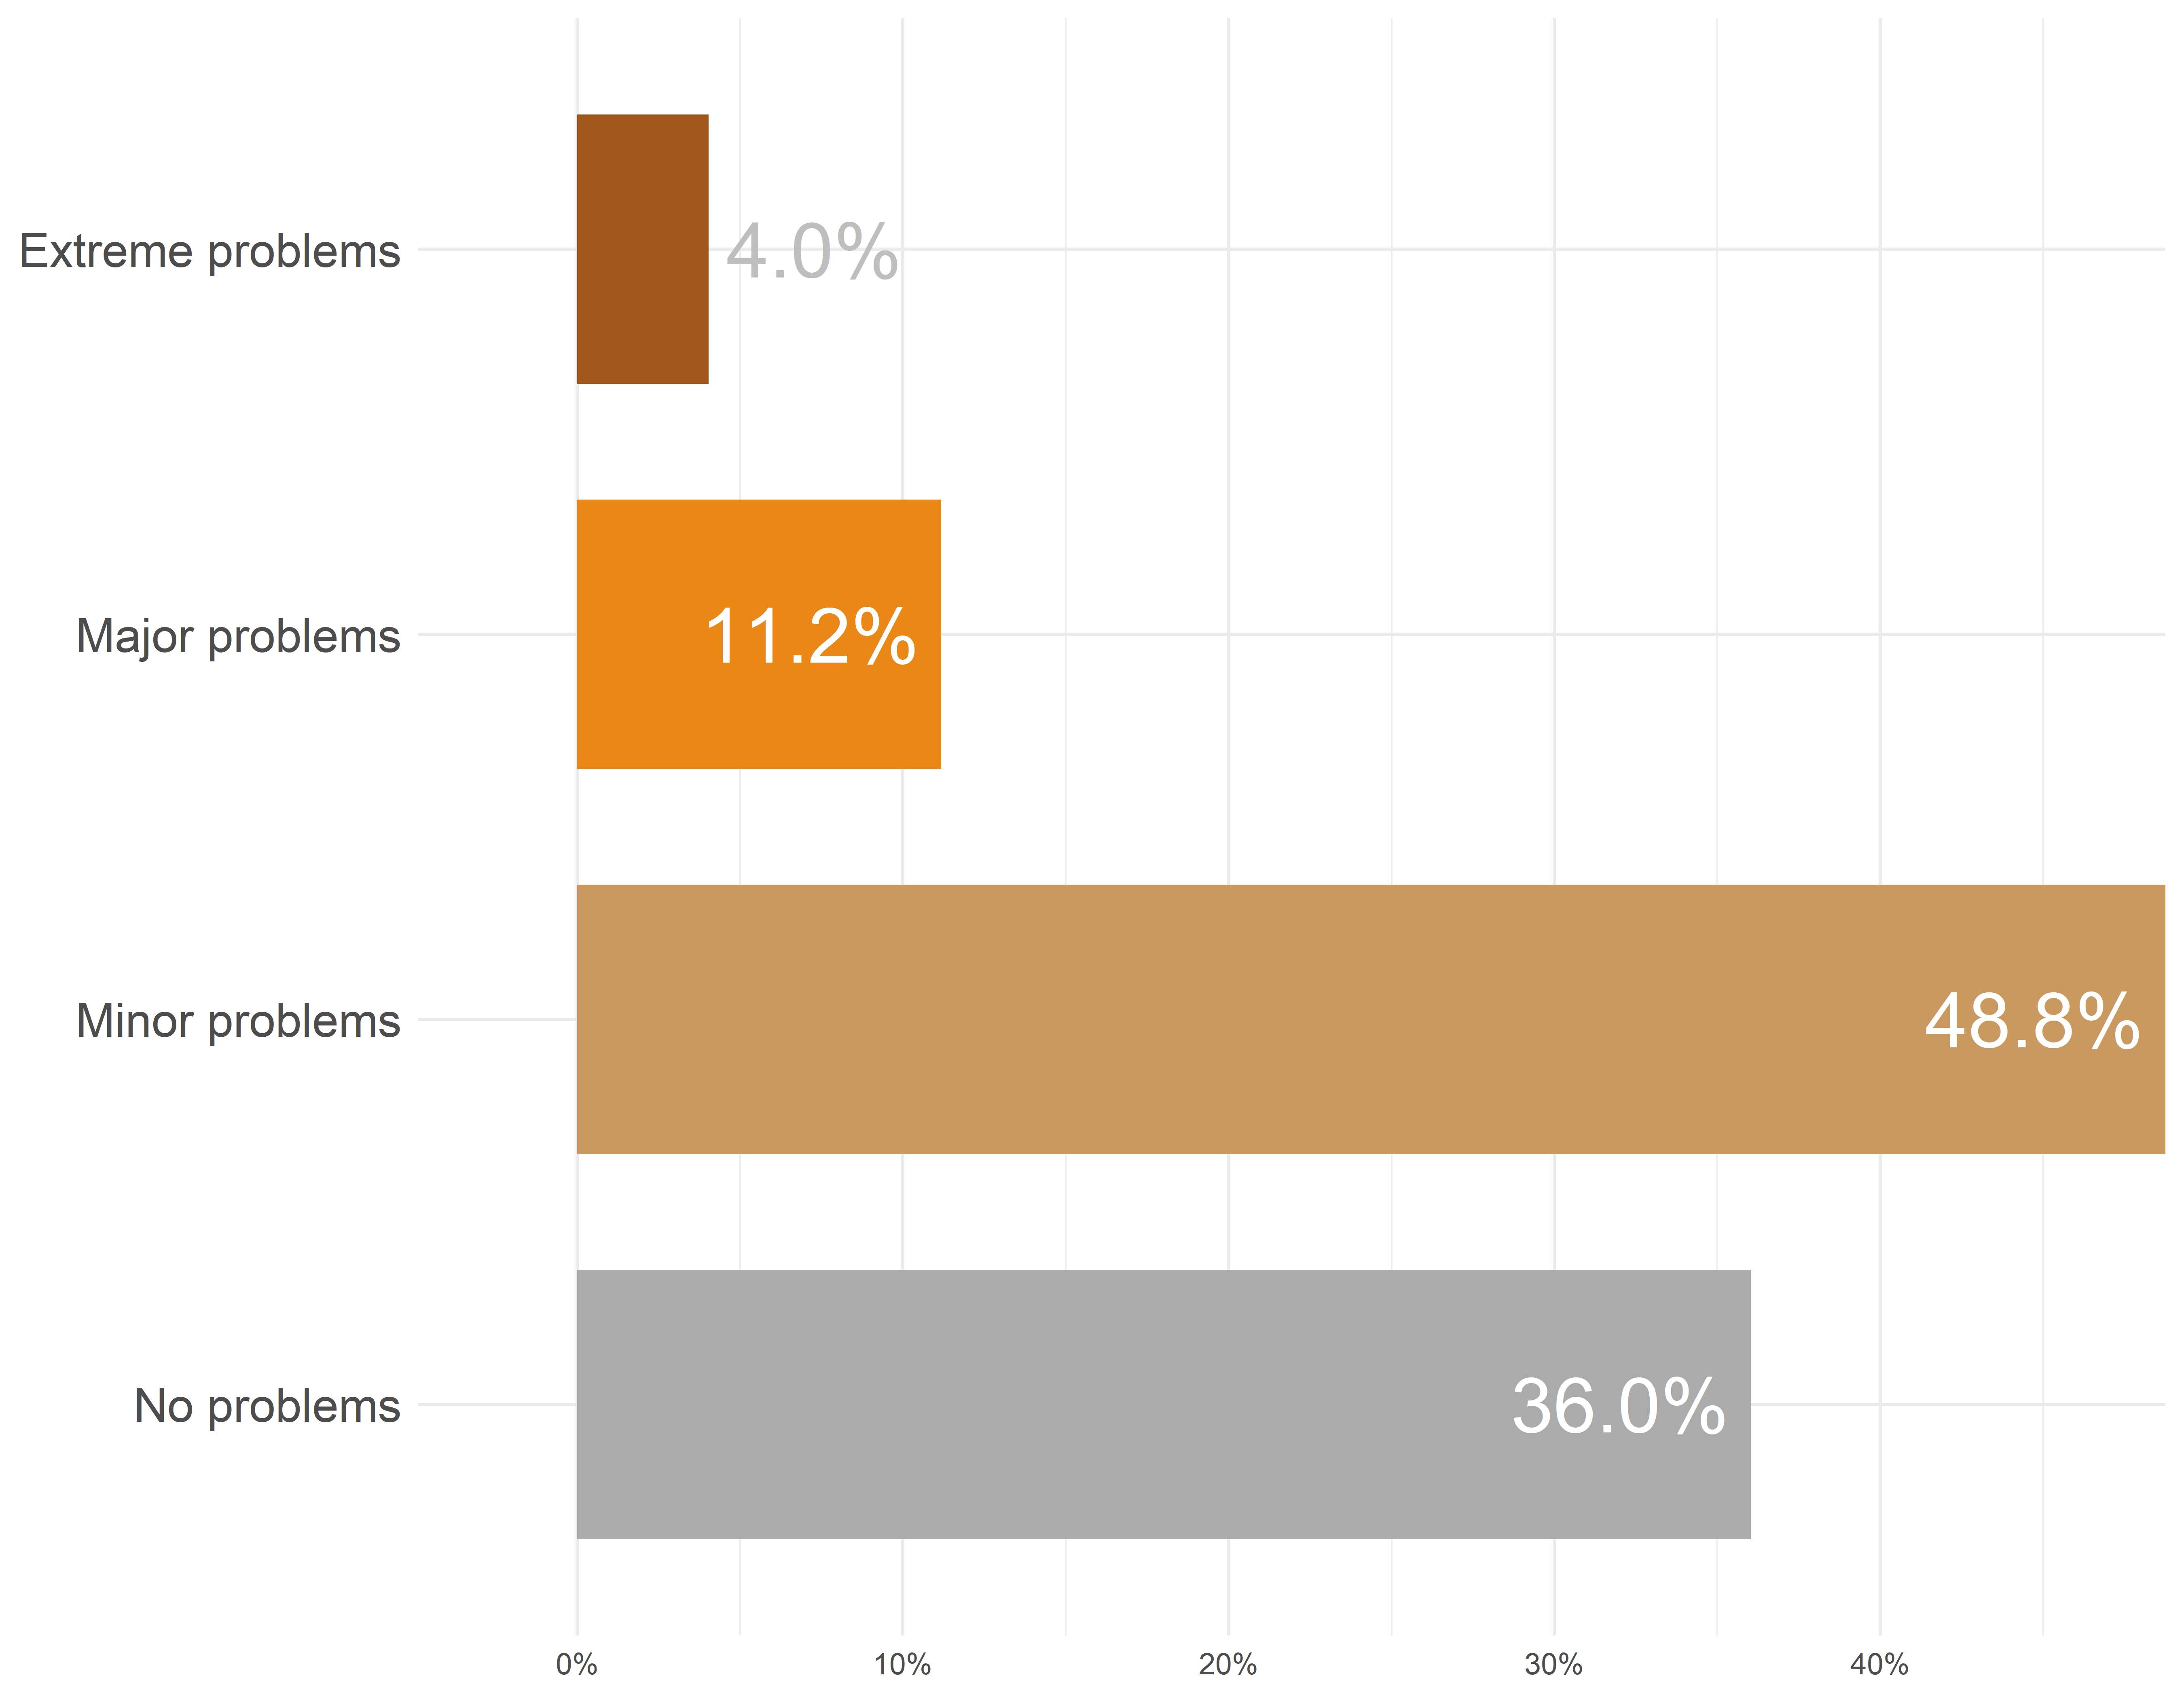 Extreme problems 4.0%
Major problems 11.2%
Minor problems 48.8%
No problems 36.0%
0% 10% 20% 30% 40%